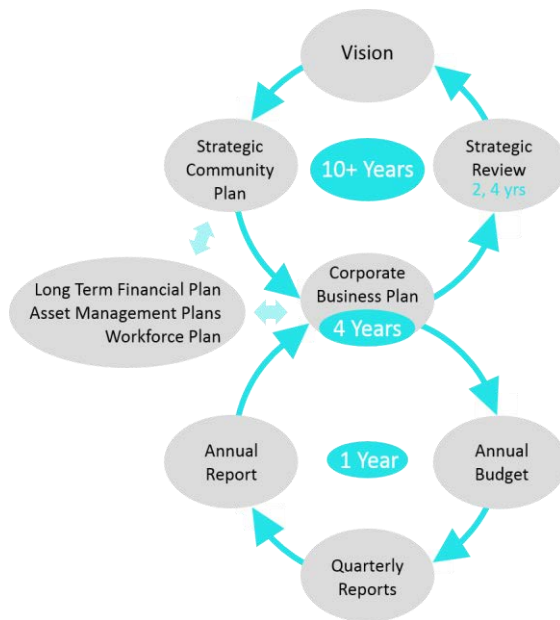 Vision
Strategic
Community
Plan
10+ Years
Strategic
Review
2, 4 yrs
Long Term Financial Plan
Asset Management Plans
Workforce Plan
Corporate
Business Plan
4 Years
Annual
Report
1 Year
Annual
Budget
Quarterly
Reports